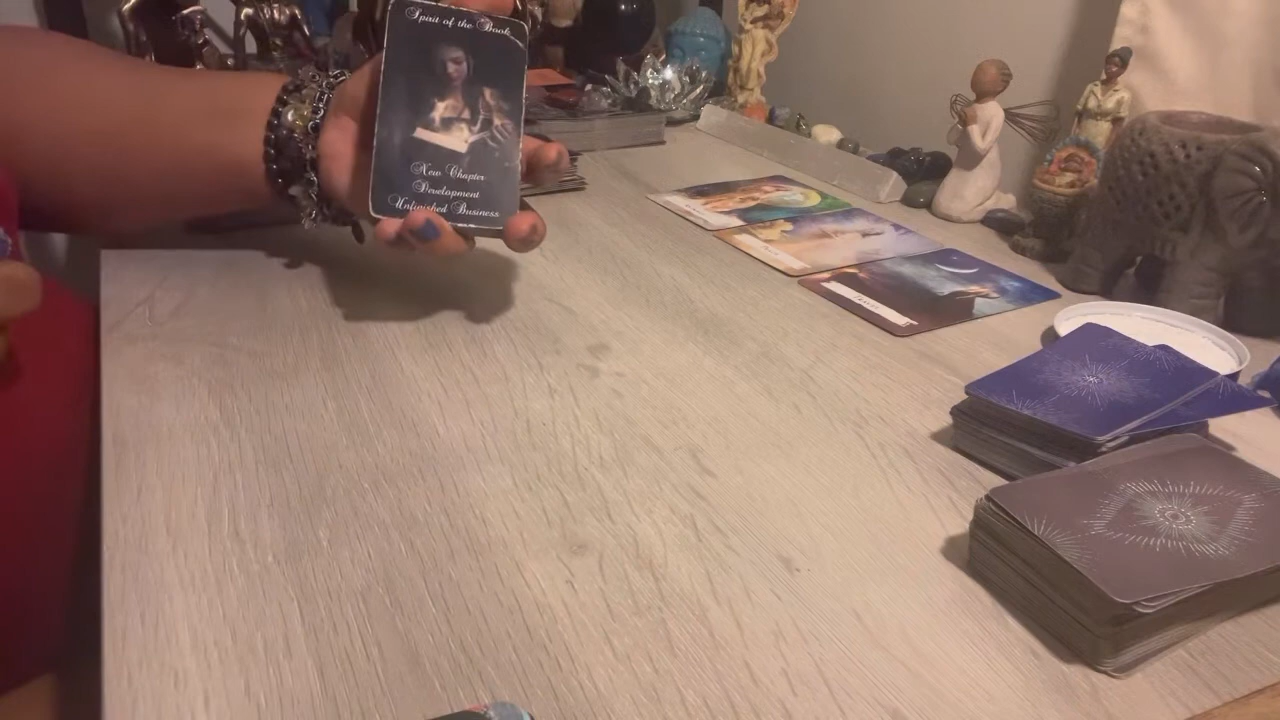 Spirit of the Book
New Chapter
Development
Unfinished Business